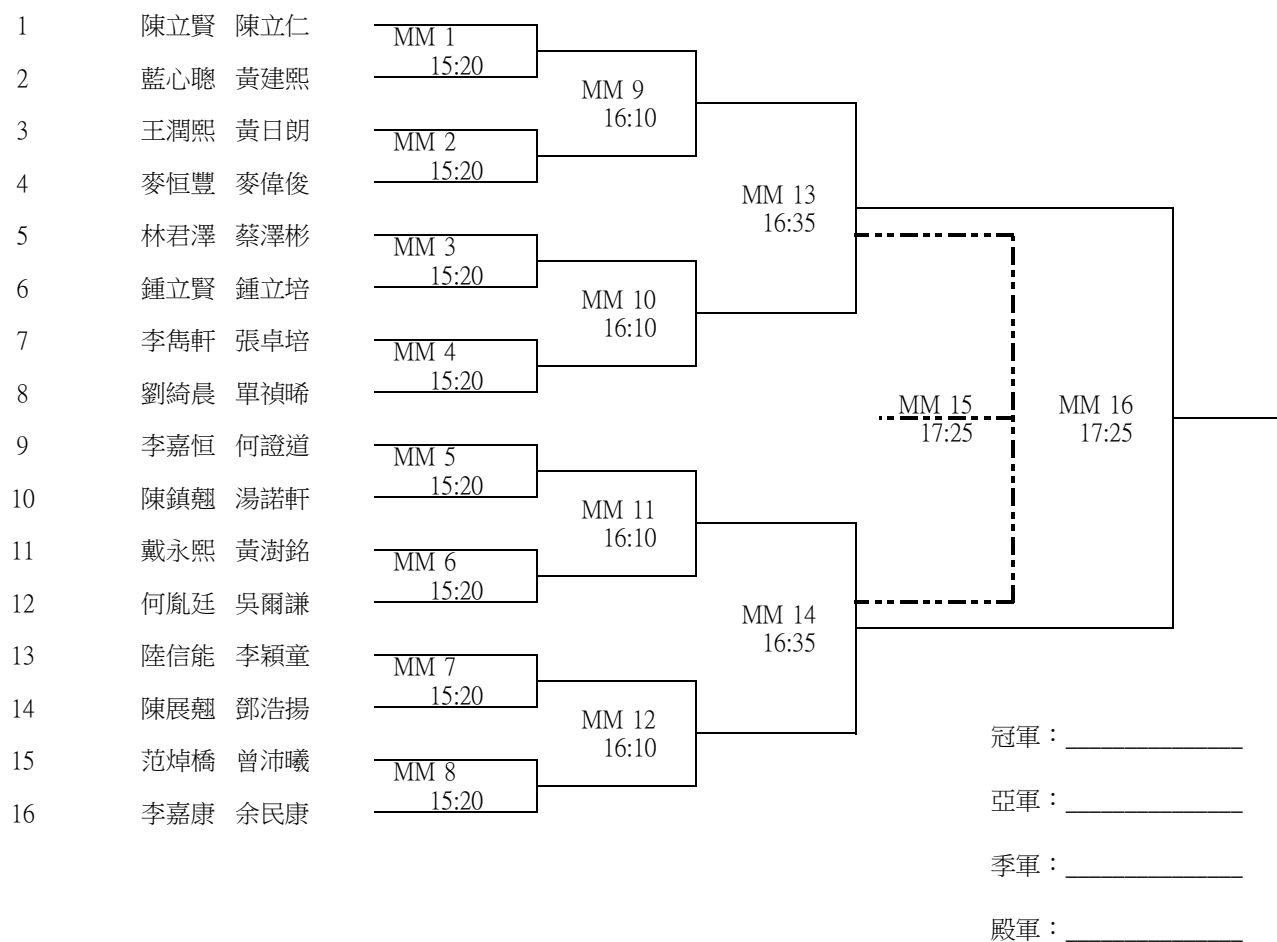 1 陳立賢 陳立仁
MM 1
15:20
2 藍心聰 黃建熙
MM 9
16:10
3 王潤熙 黃日朗
MM 2
15:20
4 麥恒豐 麥偉俊
MM 13
16:35
5 林君澤 蔡澤彬
MM 3
15:20
6 鍾立賢 鍾立培
MM 10
16:10
7 李雋軒 張卓培
MM 4
15:20
8 劉綺晨 單禎晞
MM 15
17:25
MM 16
17:25
9 李嘉恒 何證道
MM 5
15:20
10 陳鎮翹 湯諾軒
MM 11
16:10
11 戴永熙 黃澍銘
MM 6
15:20
12 何胤廷 吳爾謙
MM 14
16:35
13 陸信能 李穎童
MM 7
15:20
14 陳展翹 鄧浩揚
MM 12
16:10
15 范焯橋 曾沛曦
MM 8
15:20
16 李嘉康 余民康
冠軍：_______________
亞軍：_______________
季軍：_______________
殿軍：_______________